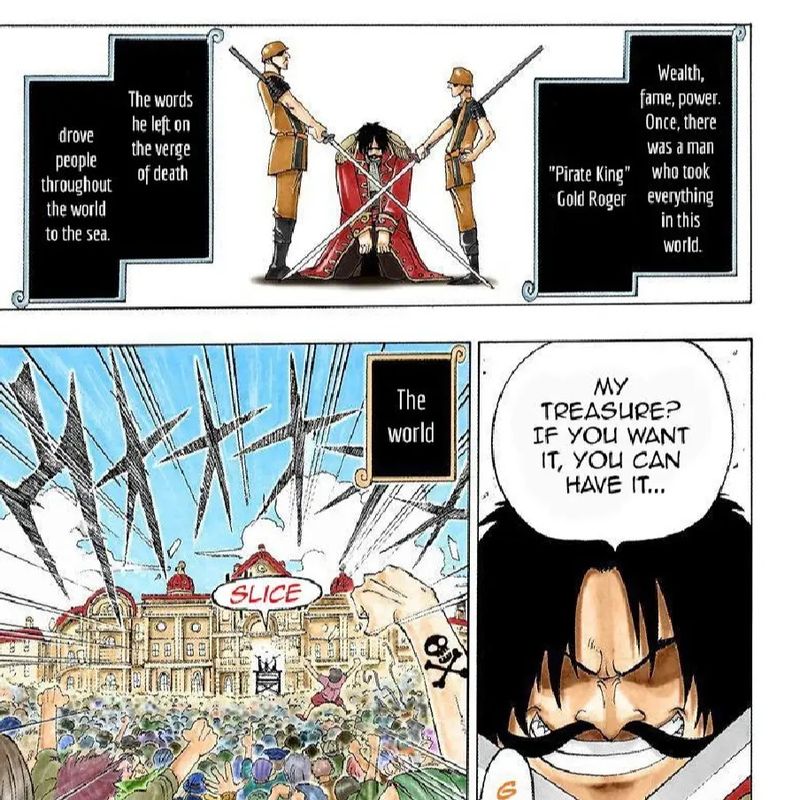 Wealth,
fame, power.
Once, there
was a man
who took
everything
in this
world.
"Pirate King"
Gold Roger
The words
he left on
the verge
of death
drove
people
throughout
the world
to the sea.
MY
TREASURE?
IF YOU WANT
IT, YOU CAN
HAVE IT...
G
The
world
SLICE